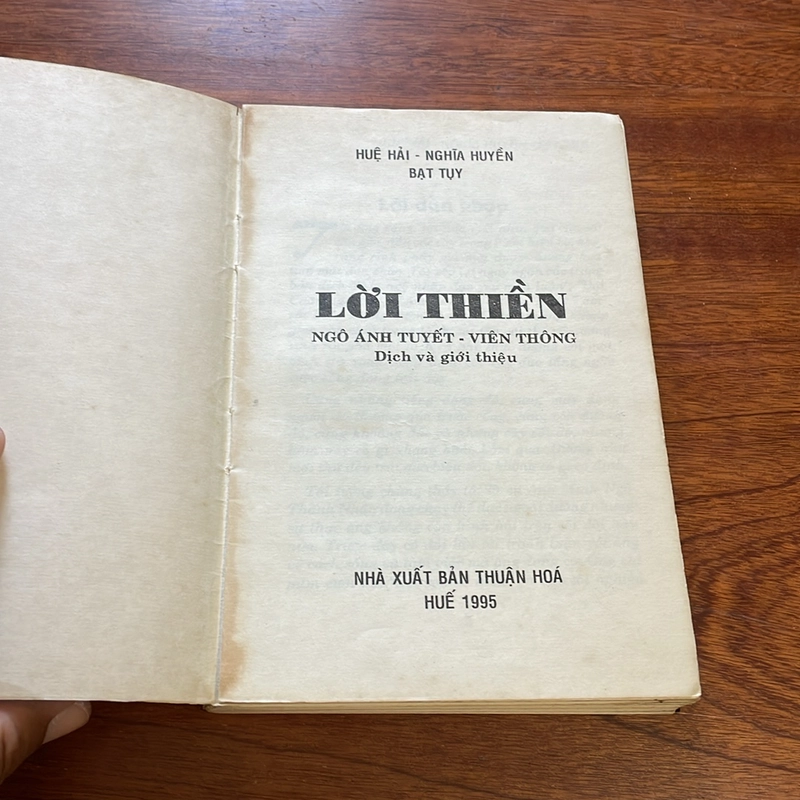 HUỆ HẢI - NGHĨA HUYỀN
BẠT TỤY
LỜI THIỀN
NGÔ ÁNH TUYẾT - VIÊN THÔNG
Dịch và giới thiệu
NHÀ XUẤT BẢN THUẬN HOÁ
HUẾ 1995